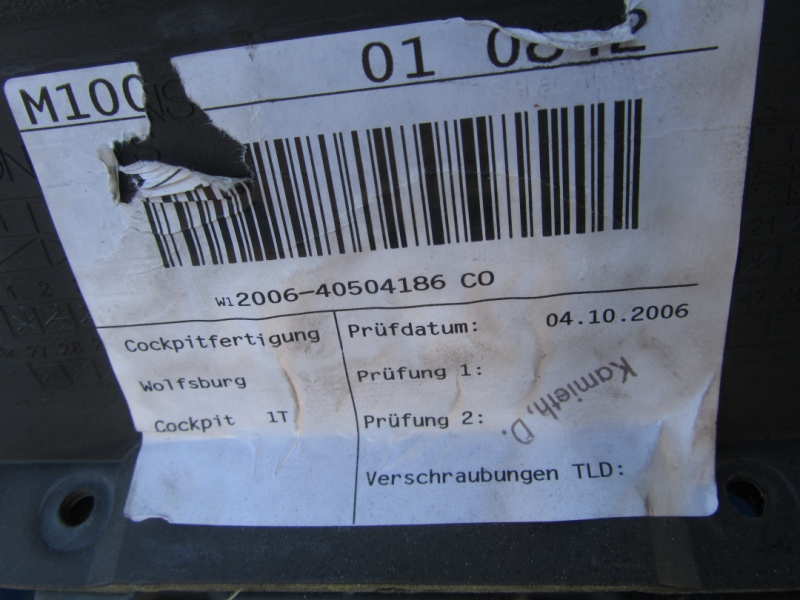 M100 01 0842
W12006-40504186 CO
Cockpitfertigung
Wolfsburg
Cockpit 1T
Prüfdatum: 04.10.2006
Prüfung 1:
Prüfung 2:
Kamieth, D.
Verschraubungen TLD: